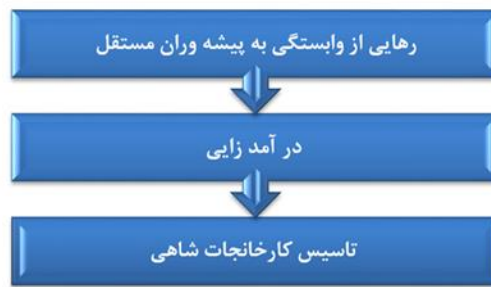 رهایی از وابستگی به پیشه وران مستقل
در آمد زایی
تاسیس کارخانجات شاهی